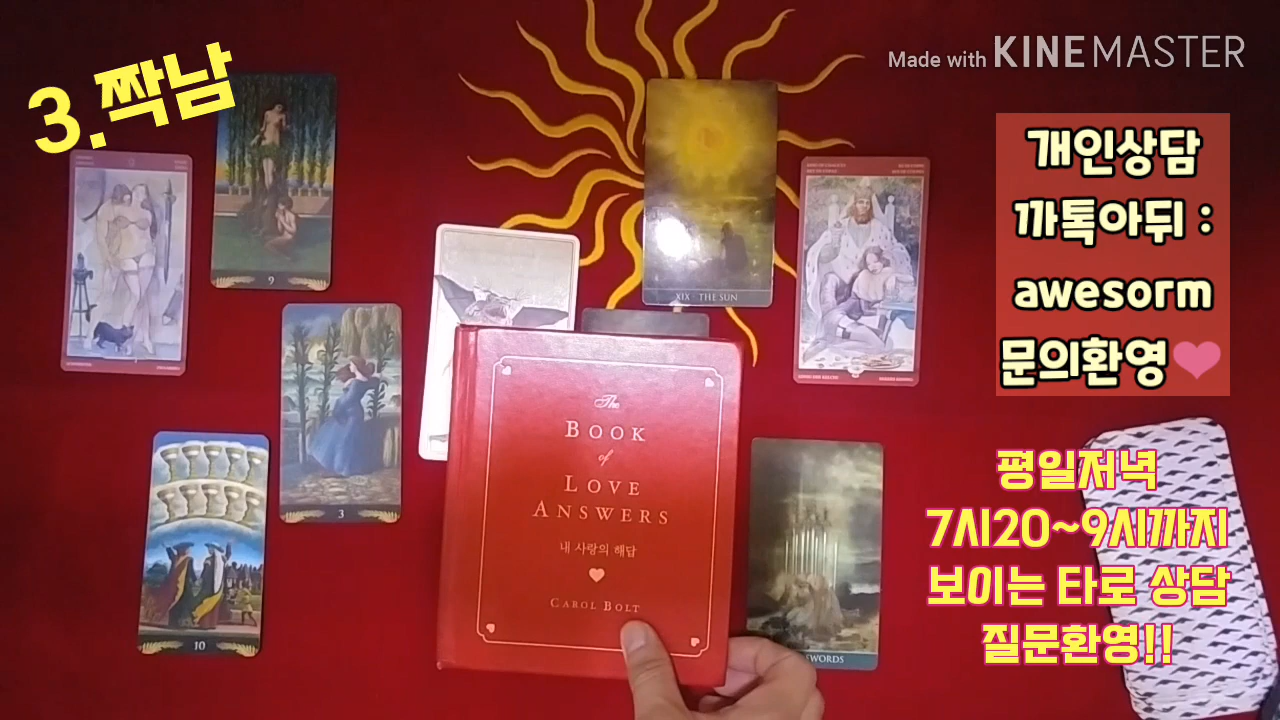 3.짝남
Made with KINEMASTER
개인상담
까톡아뒤 :
awesorm
문의환영
평일저녁
7시20~9시까지
보이는 타로 상담
질문환영!!
9
3
10
XIX THE SUN
SWORDS
The
BOOK
of
LOVE
ANSWERS
내 사랑의 해답
CAROL BOLT